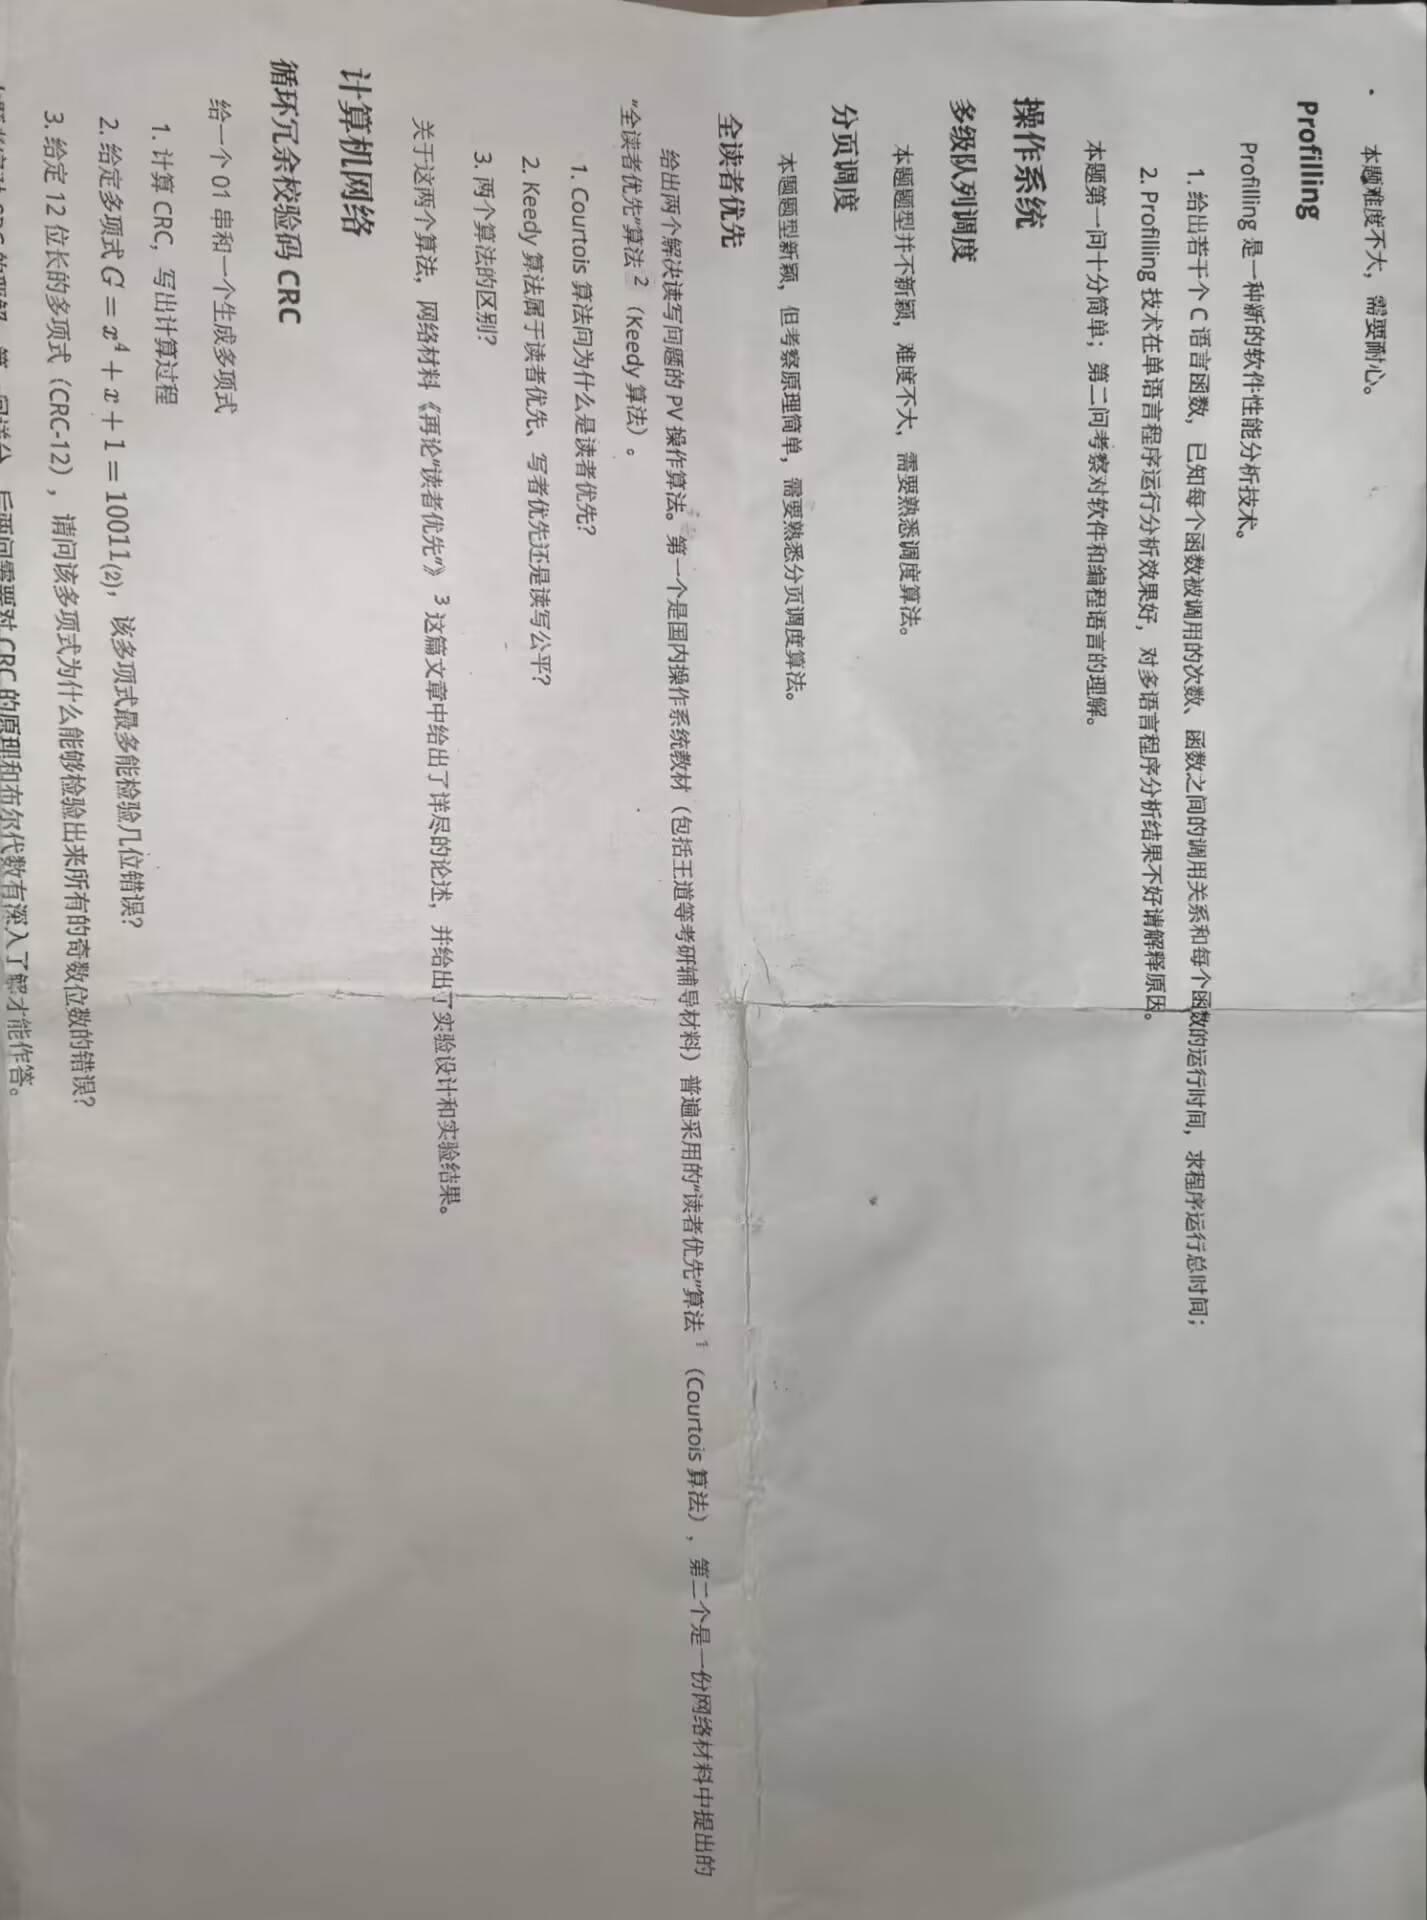 本题难度不大，需要耐心。
Profilling
Profilling 是一种新的软件性能分析技术。
1. 给出若干个 C 语言函数，已知每个函数被调用的次数、函数之间的调用关系和每个函数的运行时间，求程序运行总时间；
2. Profilling 技术在单语言程序运行分析效果好，对多语言程序分析结果不好请解释原因。
本题第一问十分简单；第二问考察对软件和编程语言的理解。
操作系统
多级队列调度
本题题型并不新颖，难度不大，需要熟悉调度算法。
分页调度
本题题型新颖，但考察原理简单，需要熟悉分页调度算法。
全读者优先
给出两个解决读写问题的 PV 操作算法。第一个是国内操作系统教材（包括王道等考研辅导材料）普遍采用的“读者优先”算法 1（Courtois 算法），第二个是一份网络材料中提出的
“全读者优先”算法 2（Keedy 算法）。
1. Courtois 算法问为什么是读者优先？
2. Keedy 算法属于读者优先、写者优先还是读写公平？
3. 两个算法的区别？
关于这两个算法，网络材料《再论“读者优先”》3 这篇文章中给出了详尽的论述，并给出了实验设计和实验结果。
计算机网络
循环冗余校验码 CRC
给一个 01 串和一个生成多项式
1. 计算 CRC，写出计算过程
2. 给定多项式 G = x⁴ + x + 1 = 10011(2)，该多项式最多能检验几位错误？
3. 给定 12 位长的多项式（CRC-12），请问该多项式为什么能够检验出来所有的奇数位数的错误？
后两问需要对 CRC 的原理和布尔代数有深入了解才能作答。